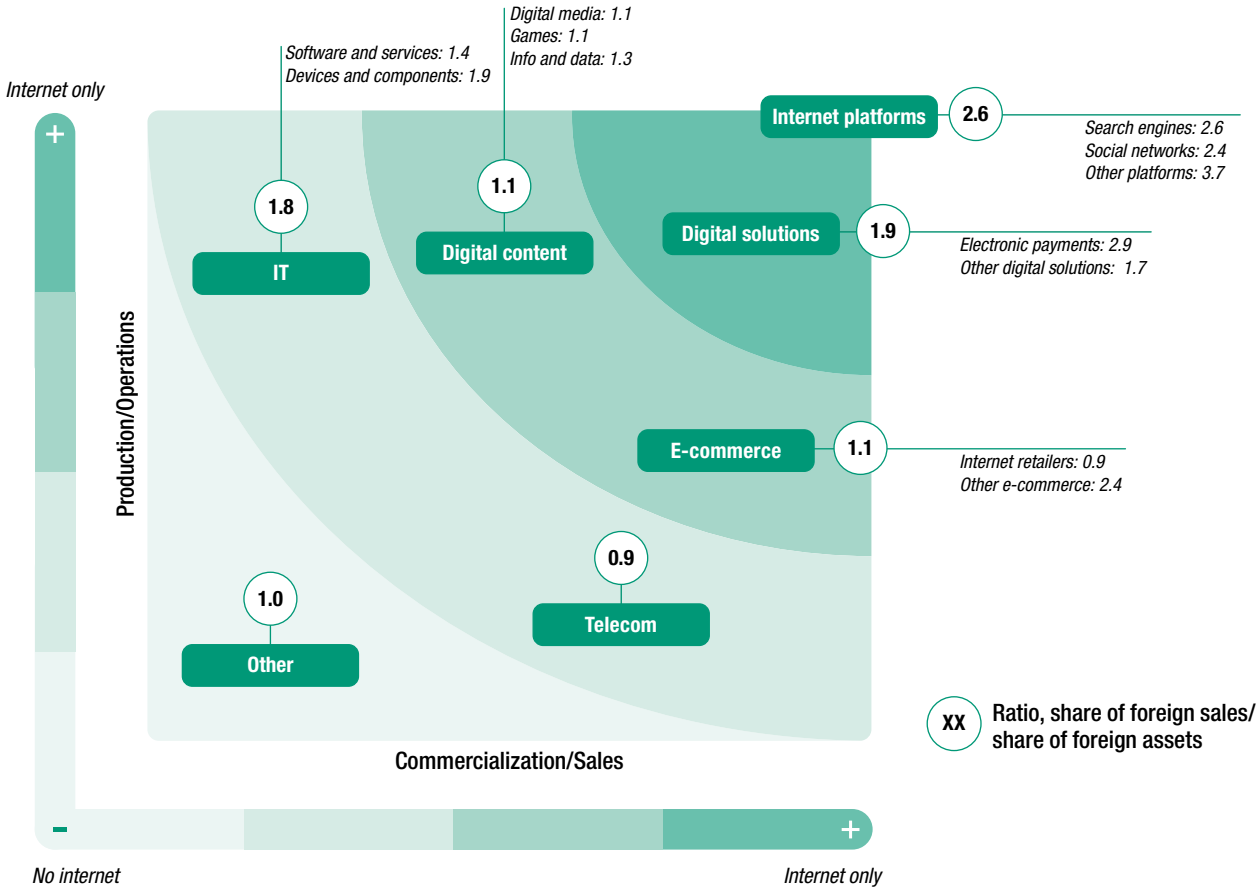 Digital media: 1.1
Games: 1.1
Info and data: 1.3
Software and services: 1.4
Devices and components: 1.9
Internet only
+
Internet platforms
2.6
Search engines: 2.6
Social networks: 2.4
Other platforms: 3.7
1.8
IT
1.1
Digital content
Digital solutions
1.9
Electronic payments: 2.9
Other digital solutions: 1.7
Production/Operations
E-commerce
1.1
Internet retailers: 0.9
Other e-commerce: 2.4
0.9
Telecom
1.0
Other
XX
Ratio, share of foreign sales/
share of foreign assets
Commercialization/Sales
-
+
No internet
Internet only